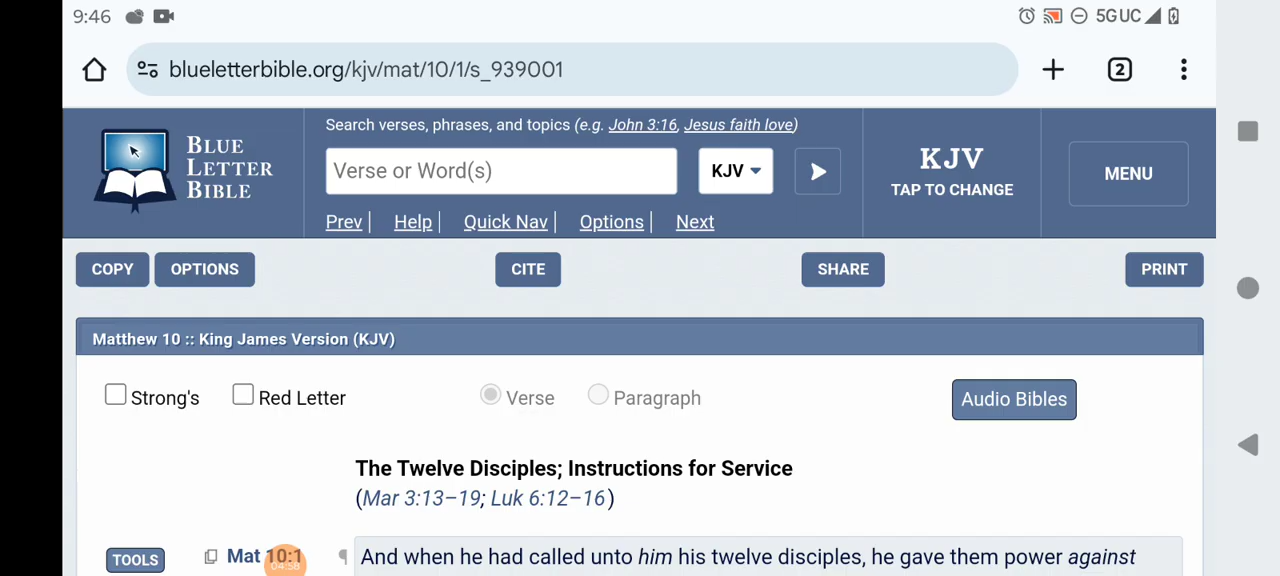 9:46
5G UC
blueletterbible.org/kjv/mat/10/1/s_939001
2
Search verses, phrases, and topics (e.g. John 3:16, Jesus faith love)
BLUE
LETTER
BIBLE
Verse or Word(s)
KJV
KJV
TAP TO CHANGE
MENU
Prev | Help | Quick Nav | Options | Next
COPY OPTIONS CITE SHARE PRINT
Matthew 10 :: King James Version (KJV)
Strong's Red Letter Verse Paragraph Audio Bibles
The Twelve Disciples; Instructions for Service
(Mar 3:13–19; Luk 6:12–16)
TOOLS Mat 10:1 ¶ And when he had called unto him his twelve disciples, he gave them power against
04:58